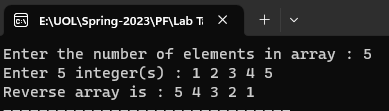 E:\UOL\Spring-2023\PF\Lab T
Enter the number of elements in array : 5
Enter 5 integer(s) : 1 2 3 4 5
Reverse array is : 5 4 3 2 1